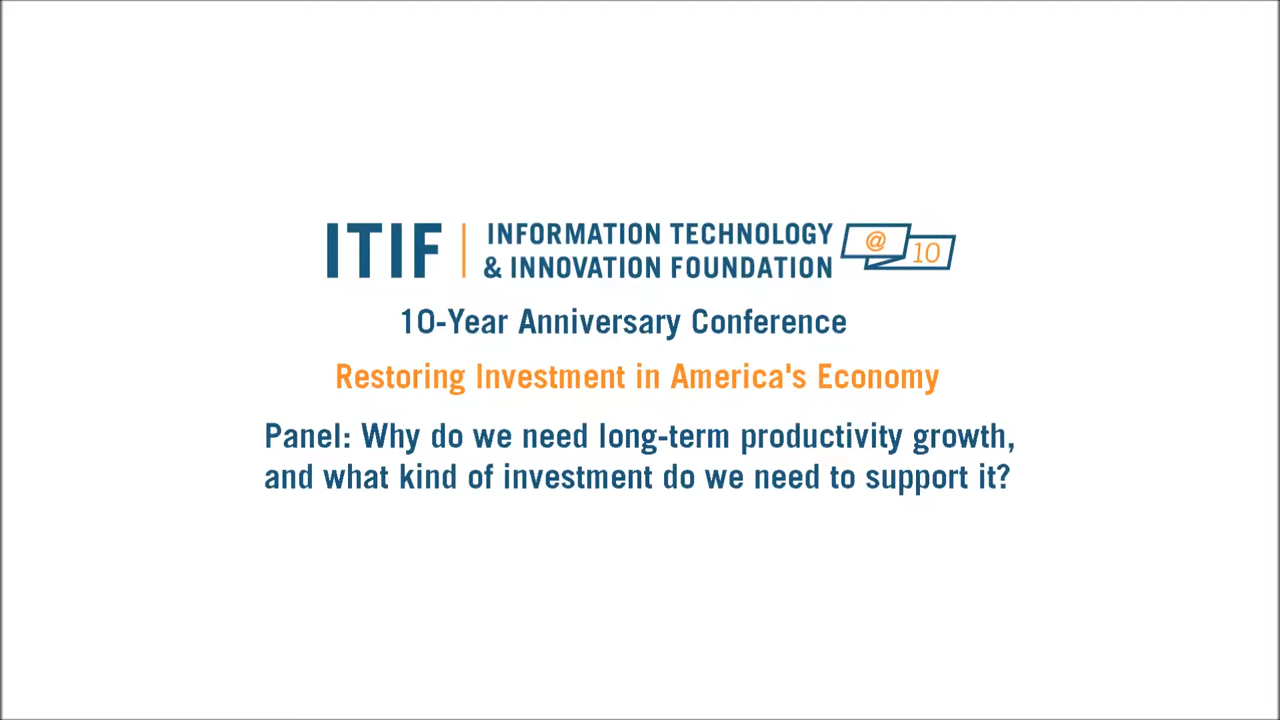 ITIF | INFORMATION TECHNOLOGY
& INNOVATION FOUNDATION
@ 10
10-Year Anniversary Conference
Restoring Investment in America's Economy
Panel: Why do we need long-term productivity growth,
and what kind of investment do we need to support it?